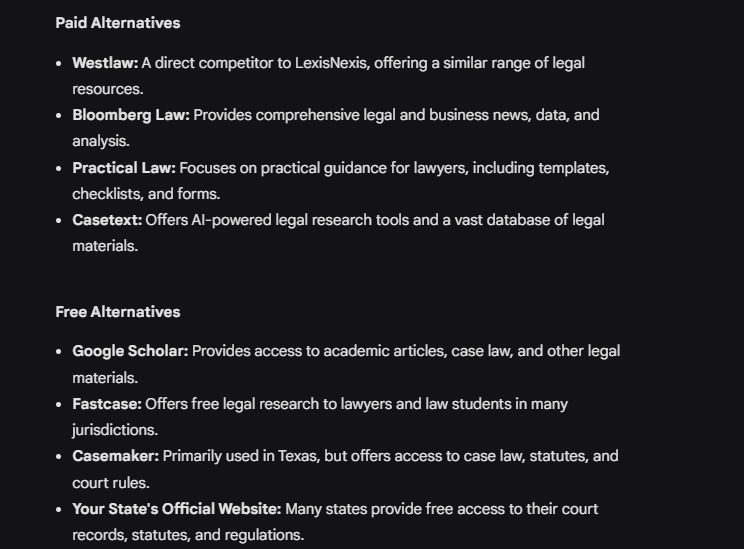 Paid Alternatives
• Westlaw: A direct competitor to LexisNexis, offering a similar range of legal
resources.
• Bloomberg Law: Provides comprehensive legal and business news, data, and
analysis.
• Practical Law: Focuses on practical guidance for lawyers, including templates,
checklists, and forms.
• Casetext: Offers AI-powered legal research tools and a vast database of legal
materials.
Free Alternatives
• Google Scholar: Provides access to academic articles, case law, and other legal
materials.
• Fastcase: Offers free legal research to lawyers and law students in many
jurisdictions.
• Casemaker: Primarily used in Texas, but offers access to case law, statutes, and
court rules.
• Your State's Official Website: Many states provide free access to their court
records, statutes, and regulations.